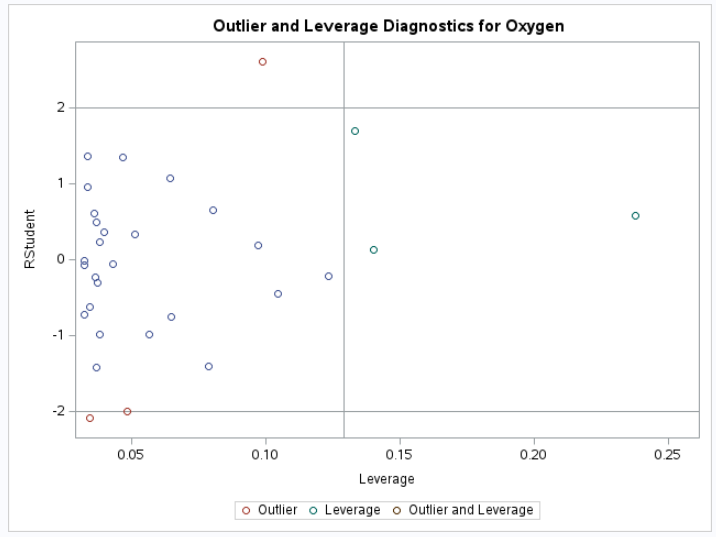 Outlier and Leverage Diagnostics for Oxygen
2
1
0
-1
-2
RStudent
0.05 0.10 0.15 0.20 0.25
Leverage
Outlier Leverage Outlier and Leverage